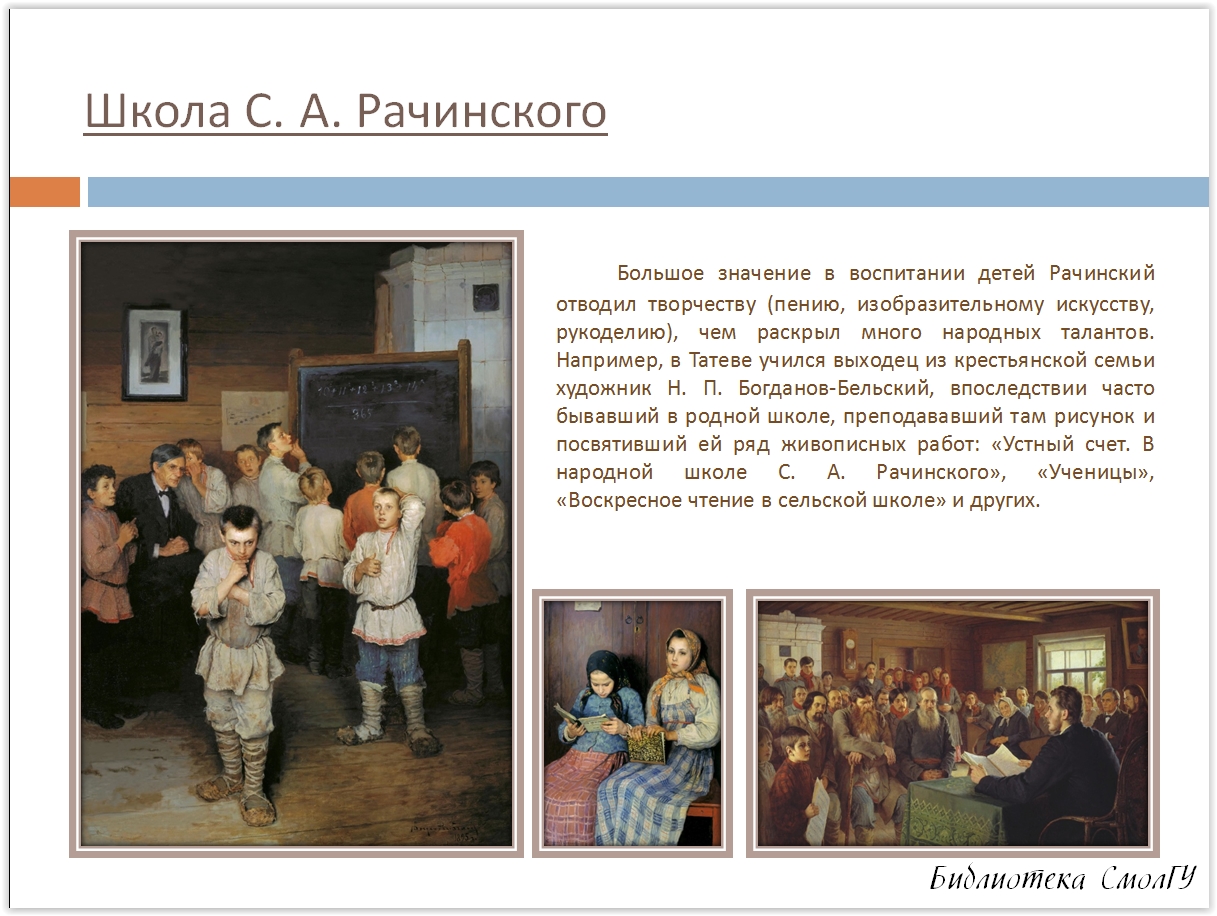 Школа С. А. Рачинского
Большое значение в воспитании детей Рачинский
отводил творчеству (пению, изобразительному искусству,
рукоделию), чем раскрыл много народных талантов.
Например, в Татеве учился выходец из крестьянской семьи
художник Н. П. Богданов-Бельский, впоследствии часто
бывавший в родной школе, преподававший там рисунок и
посвятивший ей ряд живописных работ: «Устный счет. В
народной школе С. А. Рачинского», «Ученицы»,
«Воскресное чтение в сельской школе» и других.
365
Библиотека СмолГУ